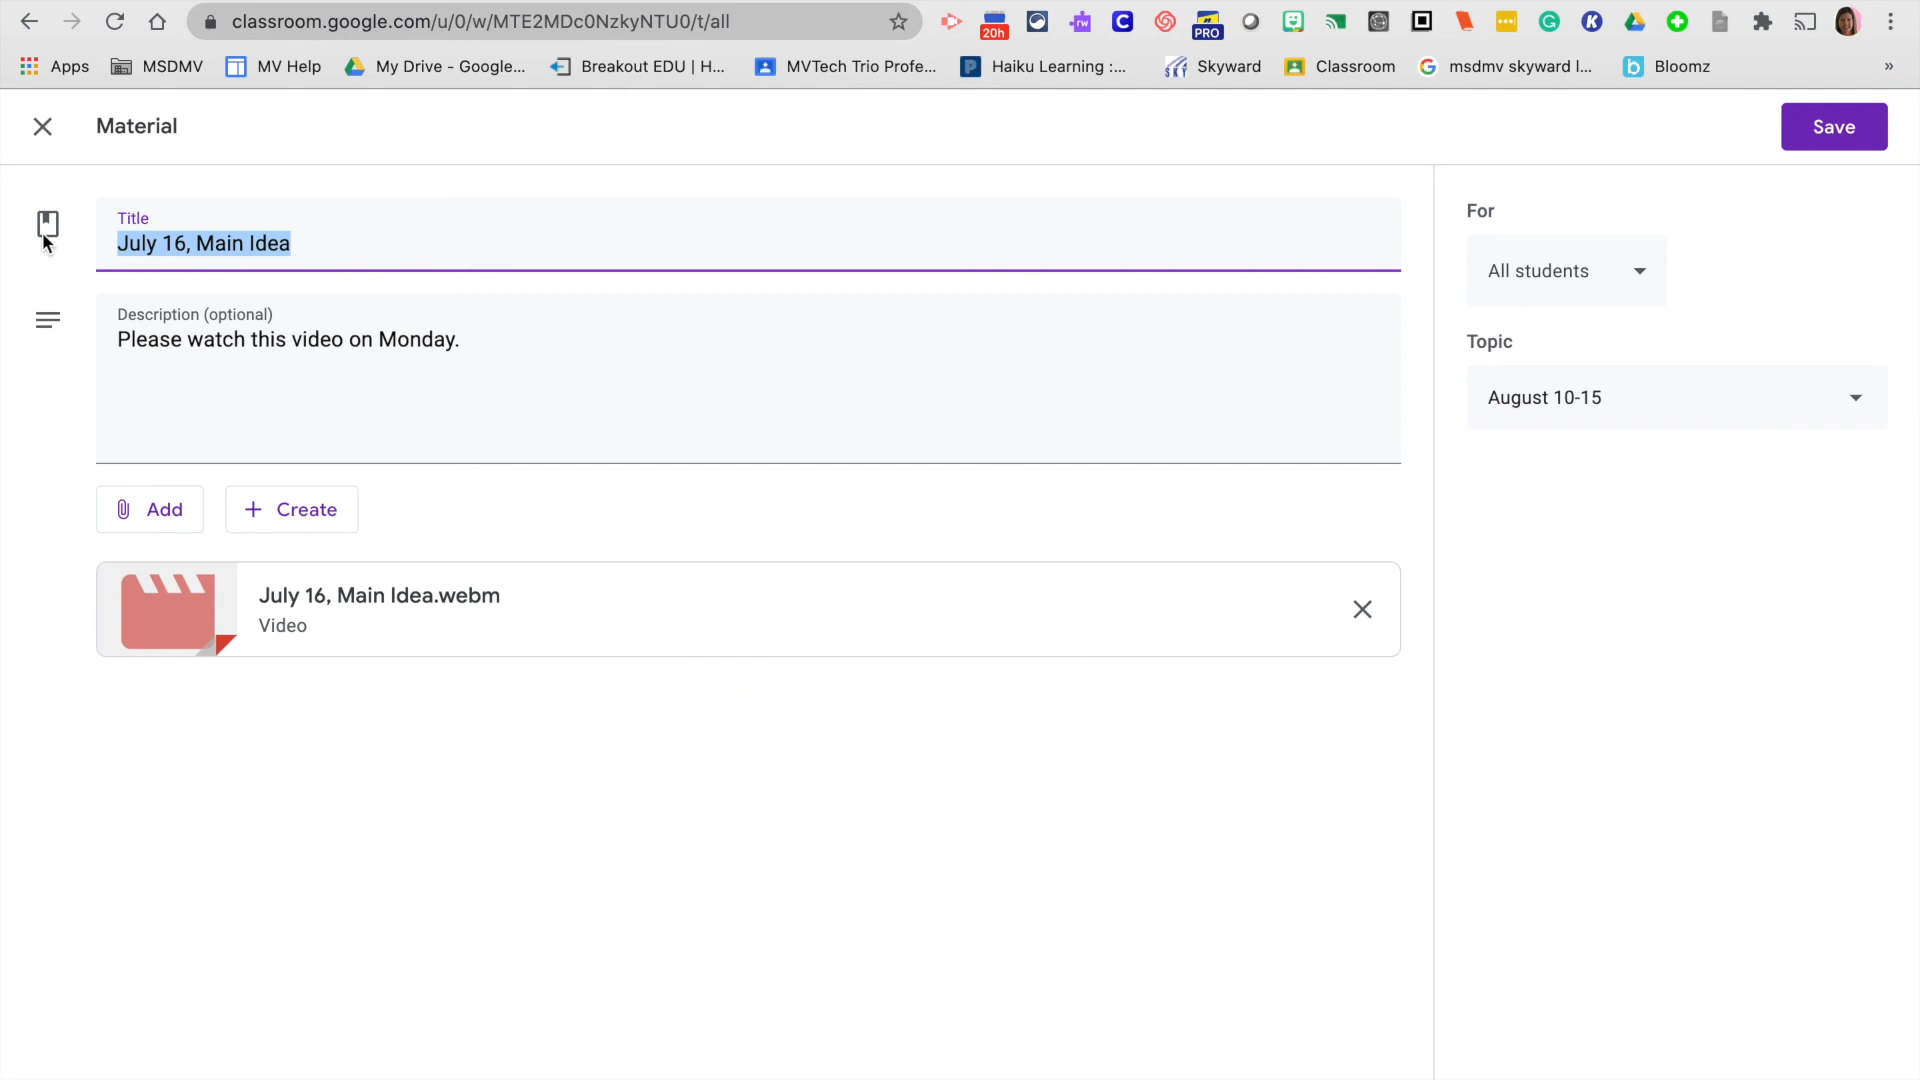 classroom.google.com/u/0/w/MTE2MDc0NzkyNTU0/t/all
20h
rw
C
PRO
G
K
Apps
MSDMV
MV Help
My Drive - Google...
Breakout EDU | H...
MVTech Trio Profe...
P
Haiku Learning :...
SKY
Skyward
Classroom
G
msdmv skyward l...
b
Bloomz
»
Material
Save
Title
July 16, Main Idea
Description (optional)
Please watch this video on Monday.
Add
Create
July 16, Main Idea.webm
Video
For
All students
Topic
August 10-15